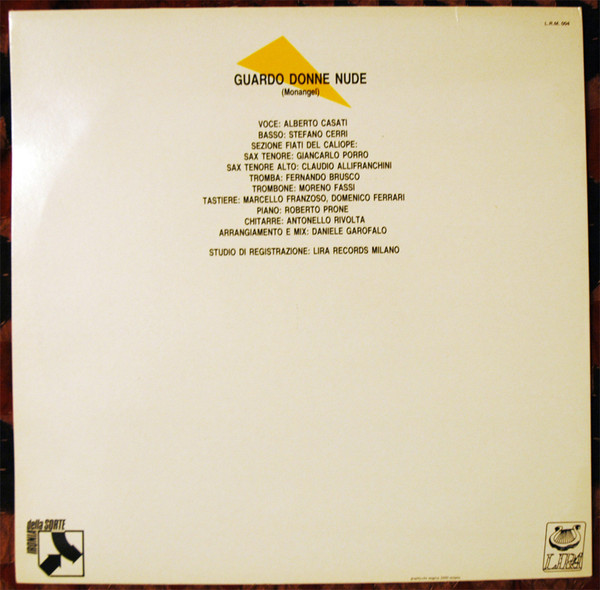 L.R.M. 004
GUARDO DONNE NUDE
(Monangel)
VOCE: ALBERTO CASATI
BASSO: STEFANO CERRI
SEZIONE FIATI DEL CALIOPE:
SAX TENORE: GIANCARLO PORRO
SAX TENORE ALTO: CLAUDIO ALLIFRANCHINI
TROMBA: FERNANDO BRUSCO
TROMBONE: MORENO FASSI
TASTIERE: MARCELLO FRANZOSO, DOMENICO FERRARI
PIANO: ROBERTO PRONE
CHITARRE: ANTONELLO RIVOLTA
ARRANGIAMENTO E MIX: DANIELE GAROFALO
STUDIO DI REGISTRAZIONE: LIRA RECORDS MILANO
IRONIA
della SORTE
LIRA